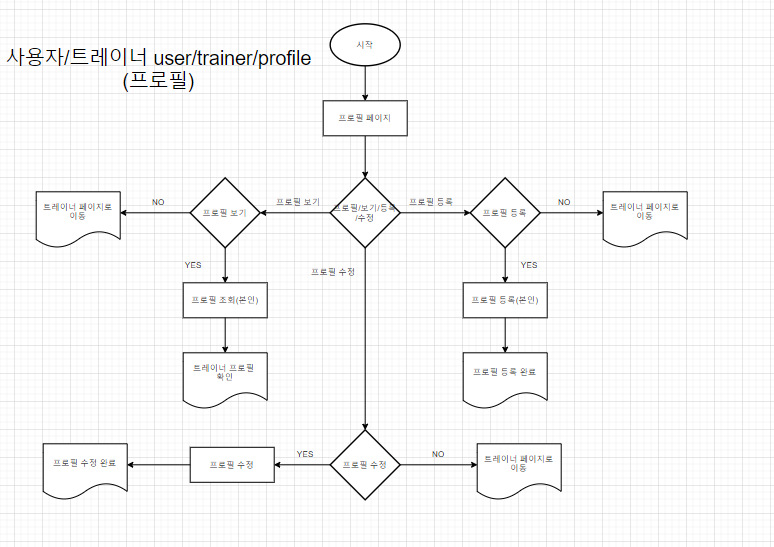 사용자/트레이너 user/trainer/profile
(프로필)
시작
프로필 페이지
트레이너 페이지로
이동
NO
프로필 보기
프로필 보기
프로필/보기/등록
/수정
프로필 등록
프로필 등록
NO
트레이너 페이지로
이동
YES
프로필 수정
YES
프로필 조회(본인)
프로필 등록(본인)
트레이너 프로필
확인
프로필 등록 완료
프로필 수정 완료
프로필 수정
YES
프로필 수정
NO
트레이너 페이지로
이동